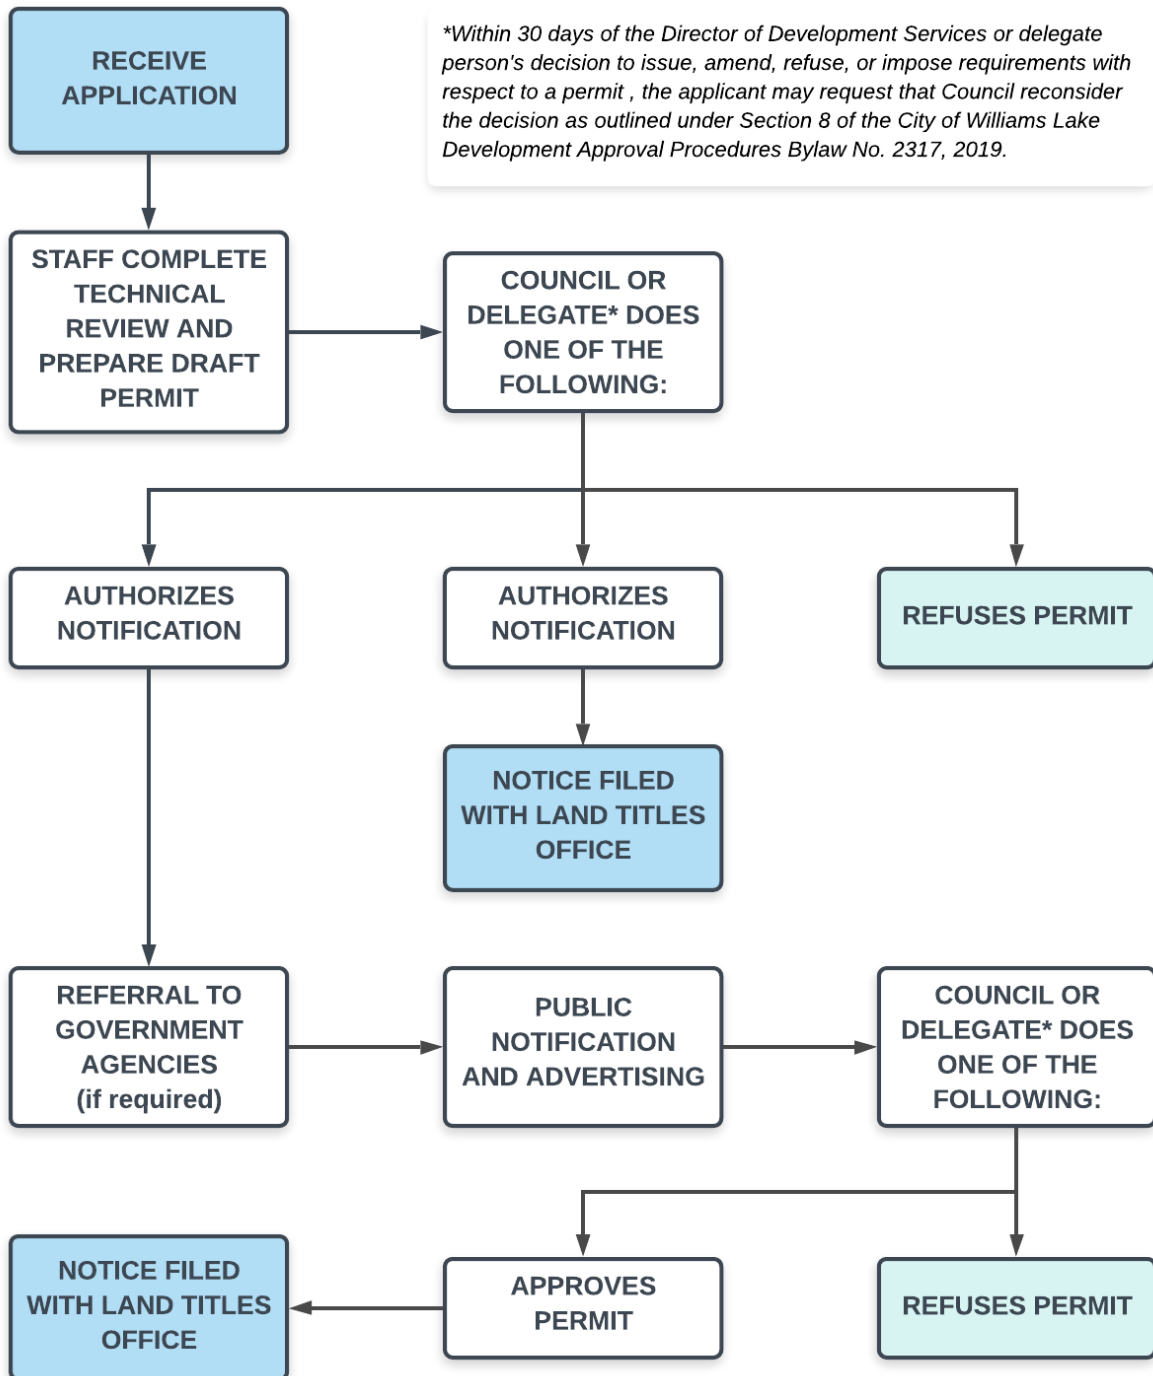 RECEIVE
APPLICATION
*Within 30 days of the Director of Development Services or delegate
person's decision to issue, amend, refuse, or impose requirements with
respect to a permit , the applicant may request that Council reconsider
the decision as outlined under Section 8 of the City of Williams Lake
Development Approval Procedures Bylaw No. 2317, 2019.
STAFF COMPLETE
TECHNICAL
REVIEW AND
PREPARE DRAFT
PERMIT
COUNCIL OR
DELEGATE* DOES
ONE OF THE
FOLLOWING:
AUTHORIZES
NOTIFICATION
AUTHORIZES
NOTIFICATION
REFUSES PERMIT
NOTICE FILED
WITH LAND TITLES
OFFICE
REFERRAL TO
GOVERNMENT
AGENCIES
(if required)
PUBLIC
NOTIFICATION
AND ADVERTISING
COUNCIL OR
DELEGATE* DOES
ONE OF THE
FOLLOWING:
NOTICE FILED
WITH LAND TITLES
OFFICE
APPROVES
PERMIT
REFUSES PERMIT